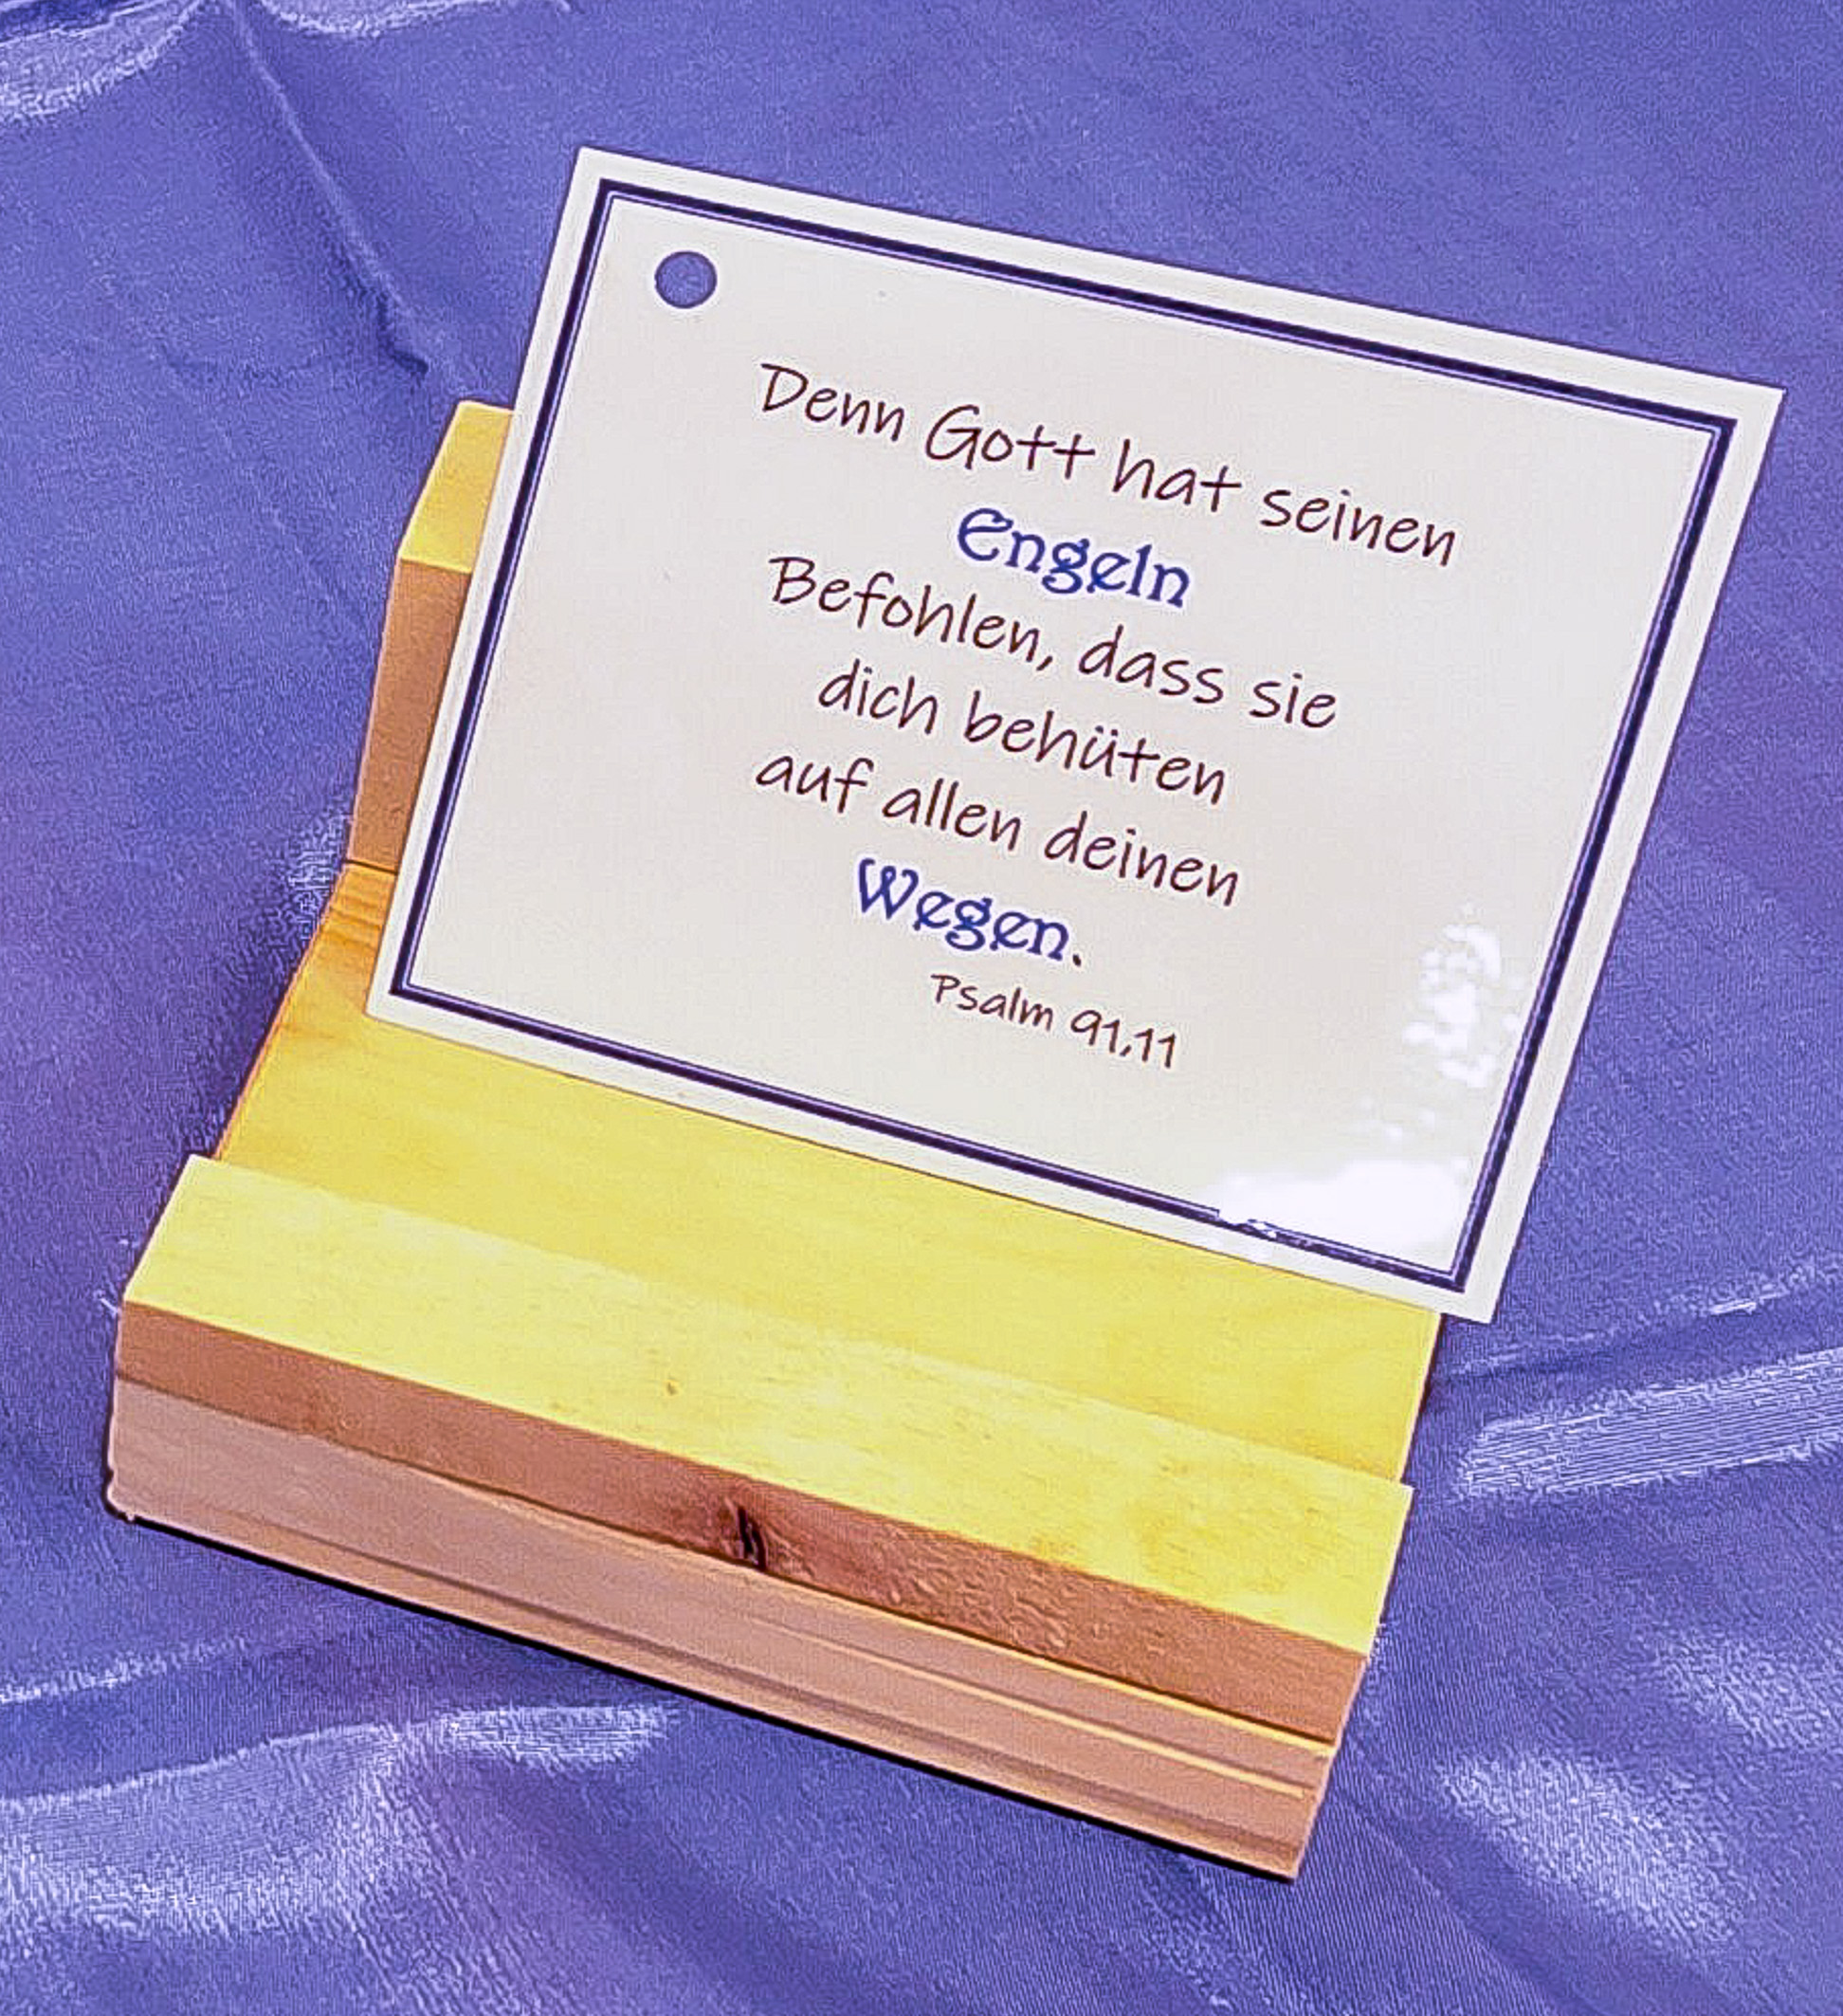 Denn Gott hat seinen
Engeln
Befohlen, dass sie
dich behüten
auf allen deinen
Wegen.
Psalm 91,11